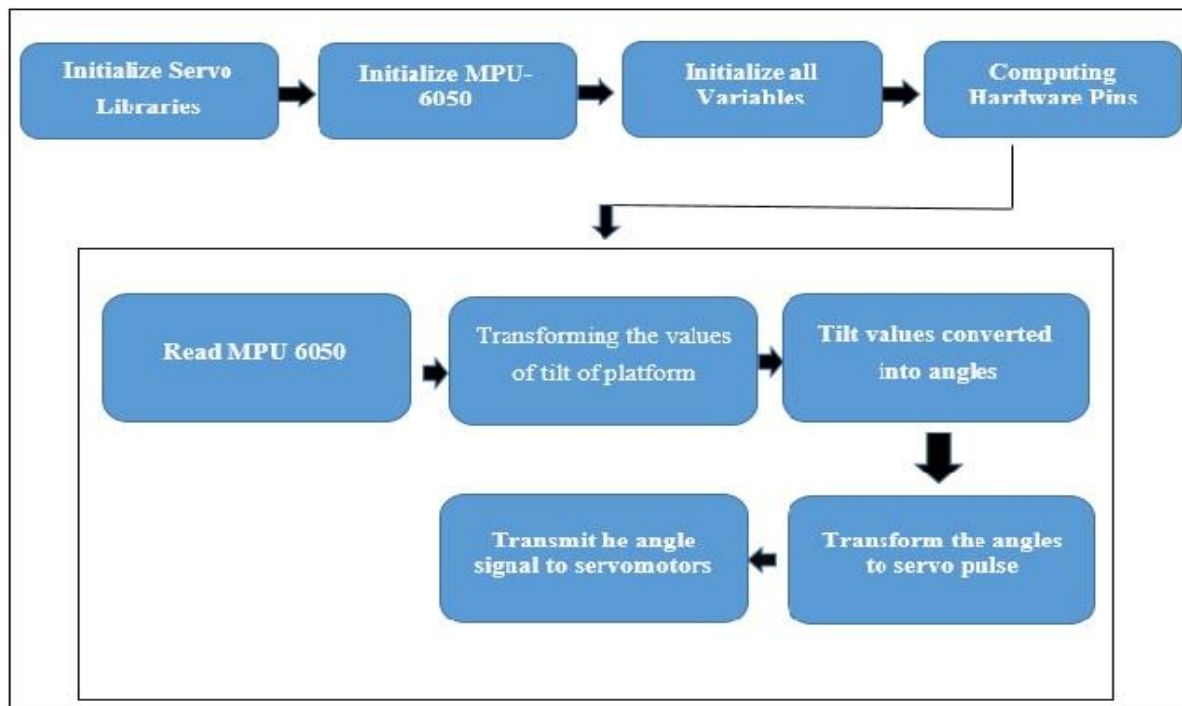 Initialize Servo
Libraries
Initialize MPU-
6050
Initialize all
Variables
Computing
Hardware Pins
Read MPU 6050
Transforming the values
of tilt of platform
Tilt values converted
into angles
Transmit he angle
signal to servomotors
Transform the angles
to servo pulse